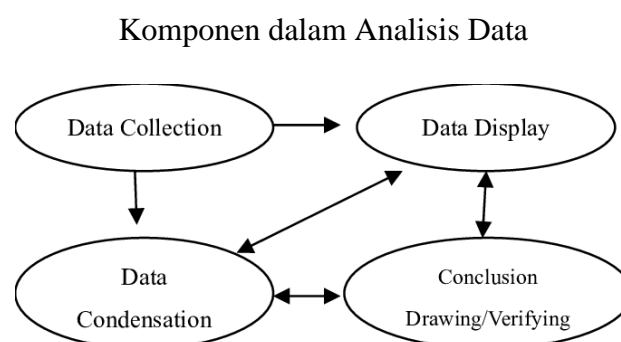 Komponen dalam Analisis Data
Data Collection
Data Display
Data
Condensation
Conclusion
Drawing/Verifying